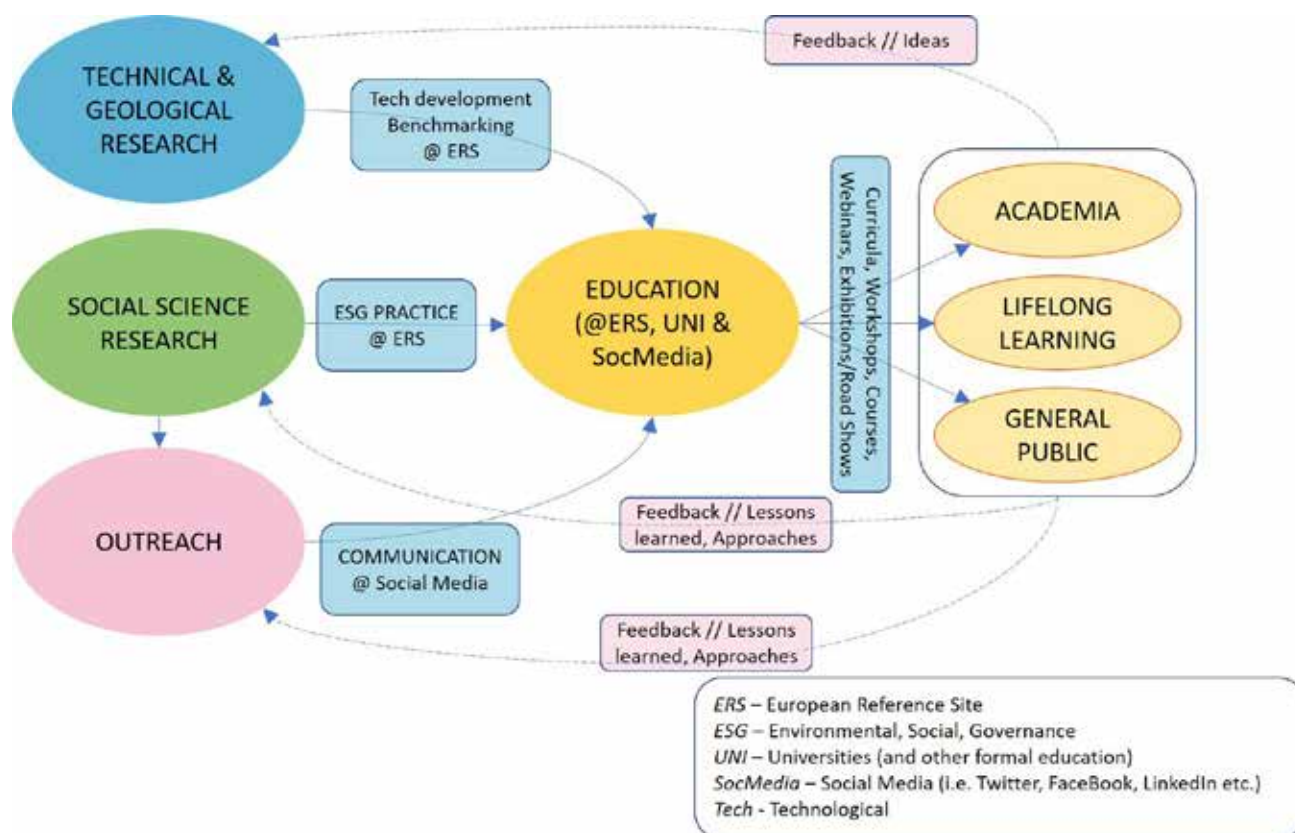 Feedback // Ideas
TECHNICAL &
GEOLOGICAL
RESEARCH
Tech development
Benchmarking
@ ERS
SOCIAL SCIENCE
RESEARCH
ESG PRACTICE
@ ERS
EDUCATION
(@ERS, UNI &
SocMedia)
Curricula, Workshops, Courses,
Webinars, Exhibitions/Road Shows
ACADEMIA
LIFELONG
LEARNING
GENERAL
PUBLIC
OUTREACH
COMMUNICATION
@ Social Media
Feedback // Lessons
learned, Approaches
Feedback // Lessons
learned, Approaches
ERS – European Reference Site
ESG – Environmental, Social, Governance
UNI – Universities (and other formal education)
SocMedia – Social Media (i.e. Twitter, FaceBook, LinkedIn etc.)
Tech - Technological